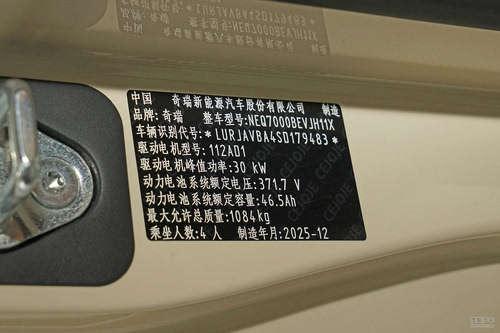 中国 奇瑞新能源汽车股份有限公司 制造
品牌: 奇瑞 整车型号:NEQ7000BEVJH11X
车辆识别代号:*LURJAVBA4SD179483*
驱动电机型号:112AD1
驱动电机峰值功率:30 kW
动力电池系统额定电压:371.7 V
动力电池系统额定容量:46.5Ah
最大允许总质量:1084kg
乘坐人数:4 人 制造年月:2025-12